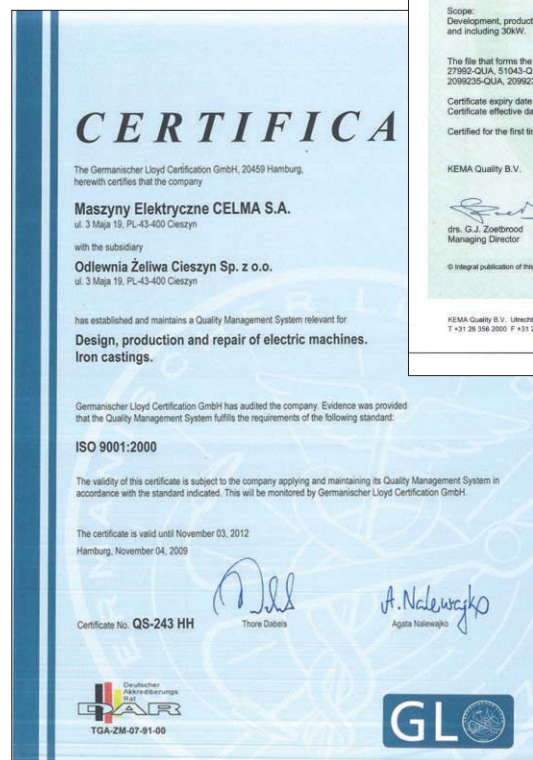 Scope:
Development, product
and including 30kW.
The file that forms the
27992-QUA, 51043-Q
2099235-QUA, 20992
Certificate expiry date
Certificate effective da
Certified for the first ti
KEMA Quality B.V.
drs. G.J. Zoetbrood
Managing Director
© Integral publication of this
KEMA Quality B.V. Utrecht
T +31 26 356 2000 F +31 2
CERTIFICA
The Germanischer Lloyd Certification GmbH, 20459 Hamburg,
herewith certifies that the company
Maszyny Elektryczne CELMA S.A.
ul. 3 Maja 19, PL-43-400 Cieszyn
with the subsidiary
Odlewnia Żeliwa Cieszyn Sp. z o.o.
ul. 3 Maja 19, PL-43-400 Cieszyn
has established and maintains a Quality Management System relevant for
Design, production and repair of electric machines.
Iron castings.
Germanischer Lloyd Certification GmbH has audited the company. Evidence was provided
that the Quality Management System fulfills the requirements of the following standard:
ISO 9001:2000
The validity of this certificate is subject to the company applying and maintaining its Quality Management System in
accordance with the standard indicated. This will be monitored by Germanischer Lloyd Certification GmbH.
The certificate is valid until November 03, 2012
Hamburg, November 04, 2009
A. Nalewajko
Certificate No. QS-243 HH
Thore Dabels
Agata Nalewajko
Deutscher
Akkreditierungs
Rat
DAR
TGA-ZM-07-91-00
GL